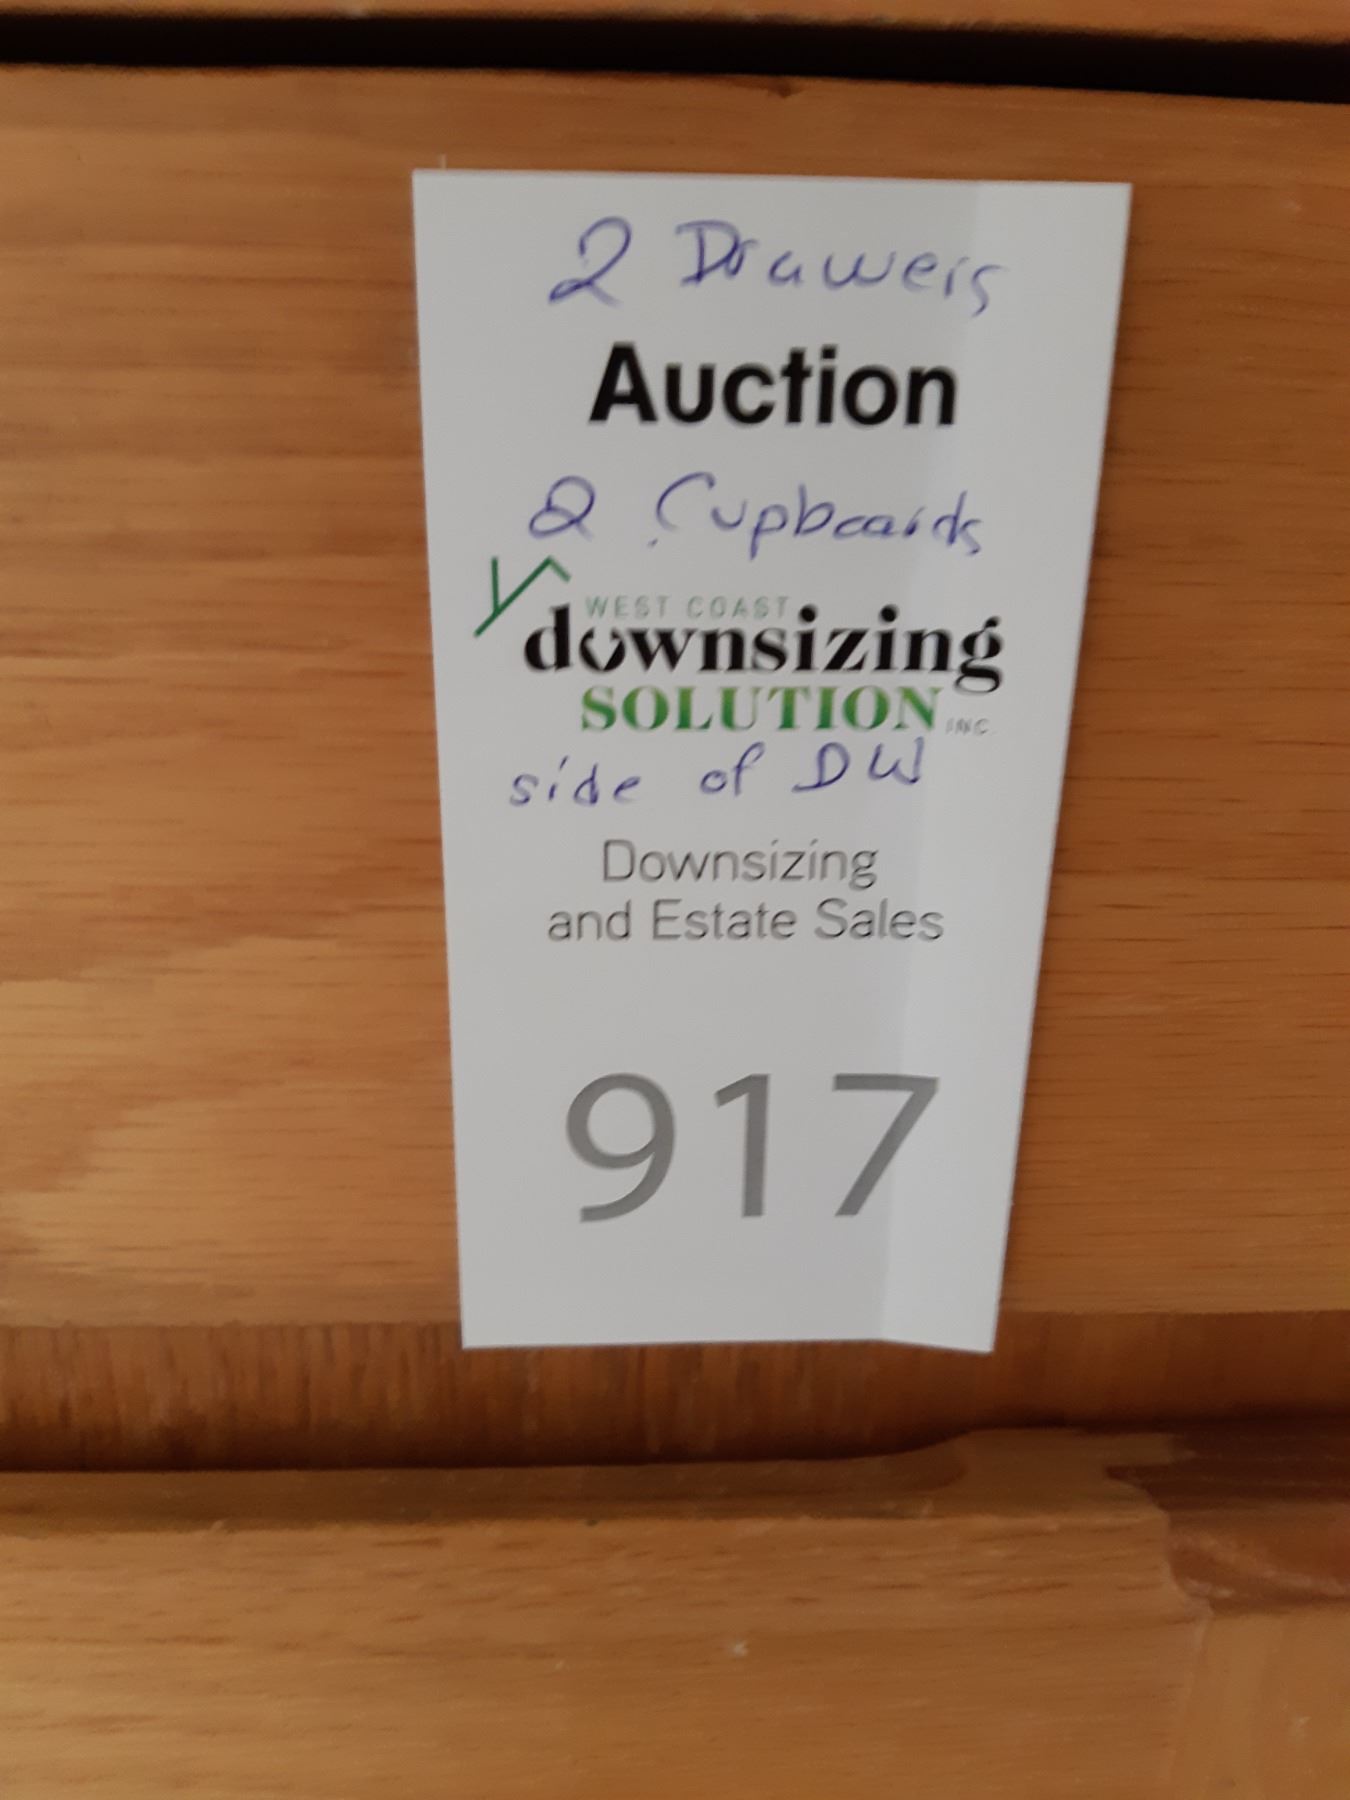 2 Drawers
Auction
2 Cupboards
WEST COAST
downsizing
SOLUTION INC.
side of DW
Downsizing
and Estate Sales
917